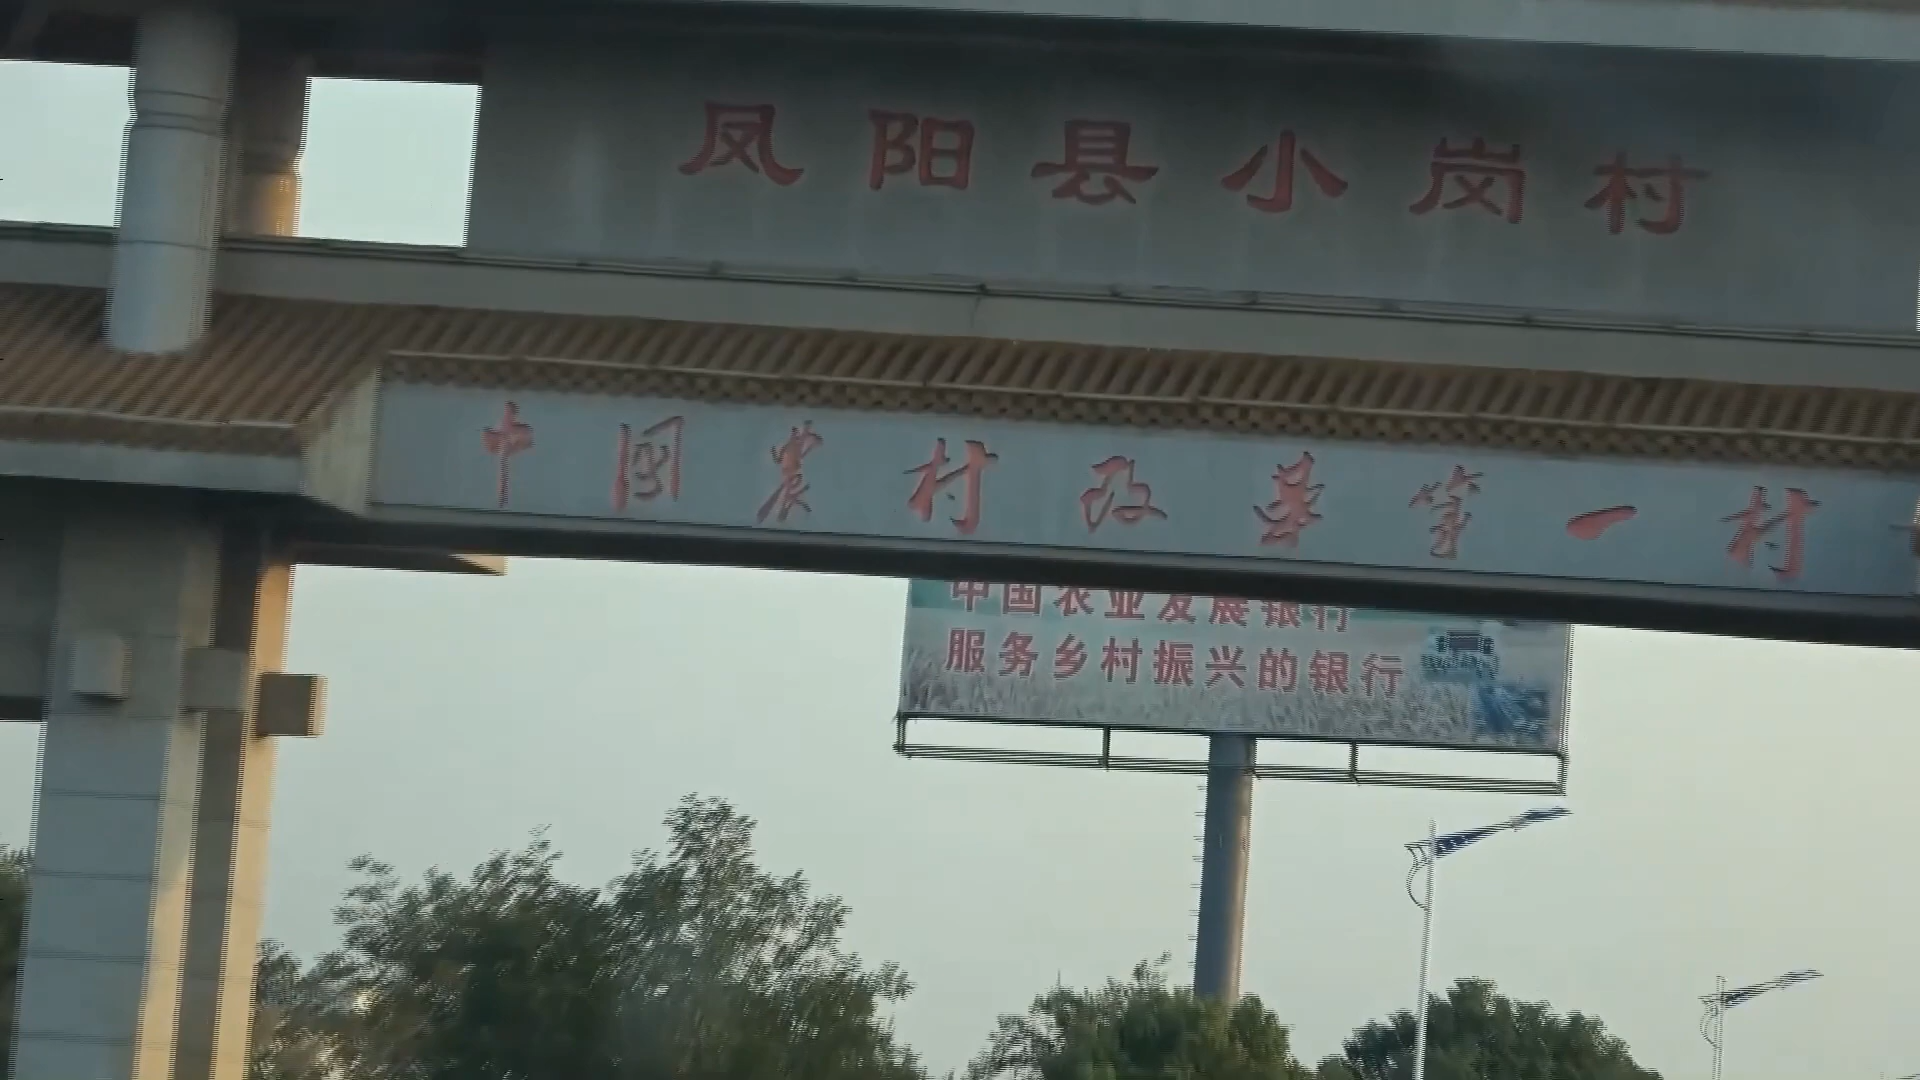 凤阳县小岗村
中国农村改革第一村
中国农业发展银行
服务乡村振兴的银行